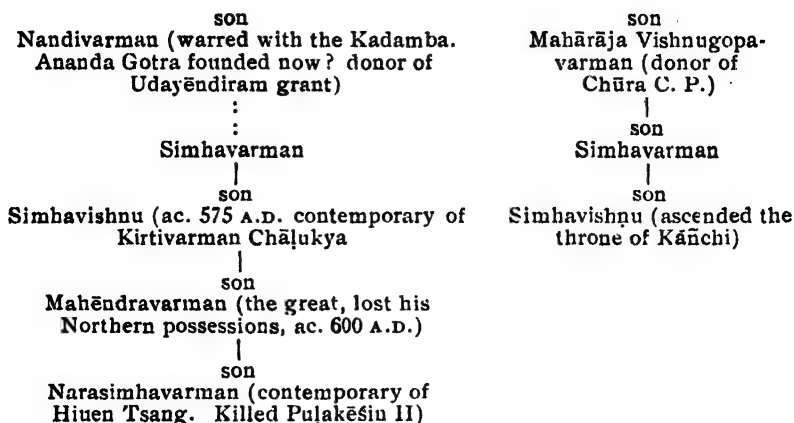 son
Nandivarman (warred with the Kadamba.
Ananda Gotra founded now? donor of
Udayēndiram grant)
:
:
Simhavarman
|
son
Simhavishnu (ac. 575 A.D. contemporary of
Kirtivarman Chāḷukya
|
son
Mahēndravarman (the great, lost his
Northern possessions, ac. 600 A.D.)
|
son
Narasimhavarman (contemporary of
Hiuen Tsang. Killed Puḷakēśin II)
son
Mahārāja Vishnugopa-
varman (donor of
Chūra C. P.)
|
son
Simhavarman
|
son
Simhavishṇu (ascended the
throne of Káñchi)